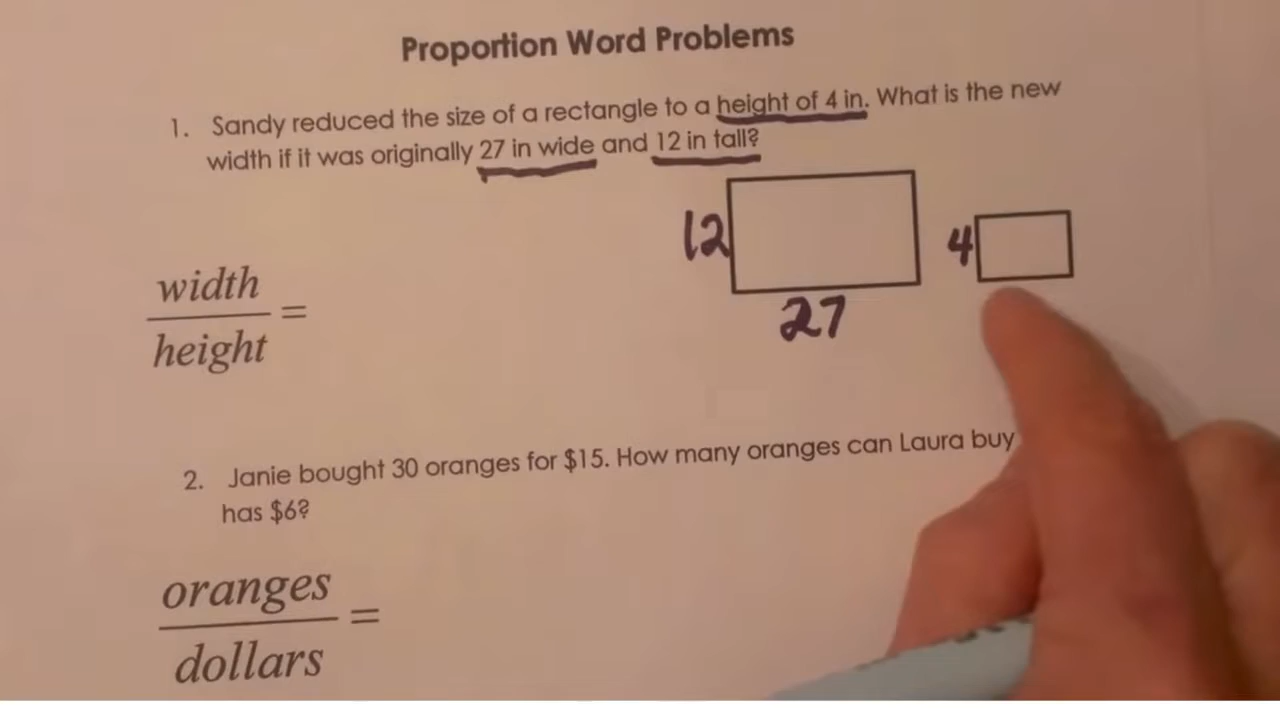 Proportion Word Problems
1. Sandy reduced the size of a rectangle to a height of 4 in. What is the new
width if it was originally 27 in wide and 12 in tall?
12
4
27
width
height
=
2. Janie bought 30 oranges for $15. How many oranges can Laura buy
has $6?
oranges
dollars
=